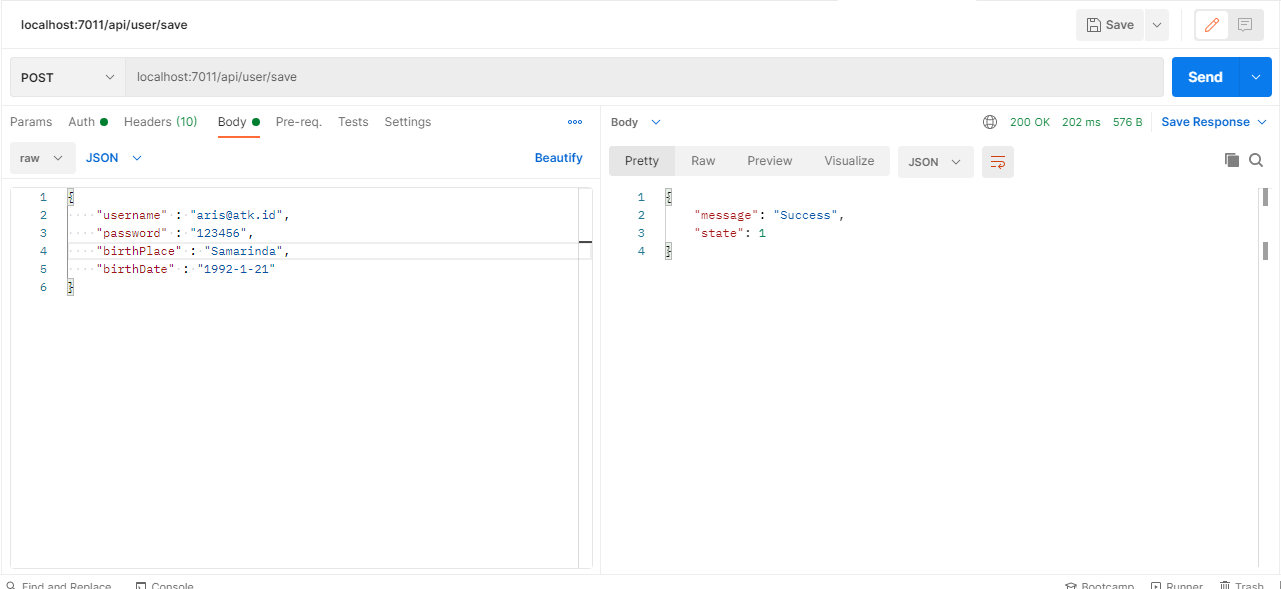 localhost:7011/api/user/save
Save
POST
localhost:7011/api/user/save
Send
Params Auth Headers (10) Body Pre-req. Tests Settings
raw JSON Beautify
1 {
2 "username" : "aris@atk.id",
3 "password" : "123456",
4 "birthPlace" : "Samarinda",
5 "birthDate" : "1992-1-21"
6 }
Body 200 OK 202 ms 576 B Save Response
Pretty Raw Preview Visualize JSON
1 {
2 "message": "Success",
3 "state": 1
4 }
Find and Replace Console Bootcamp Runner Trash